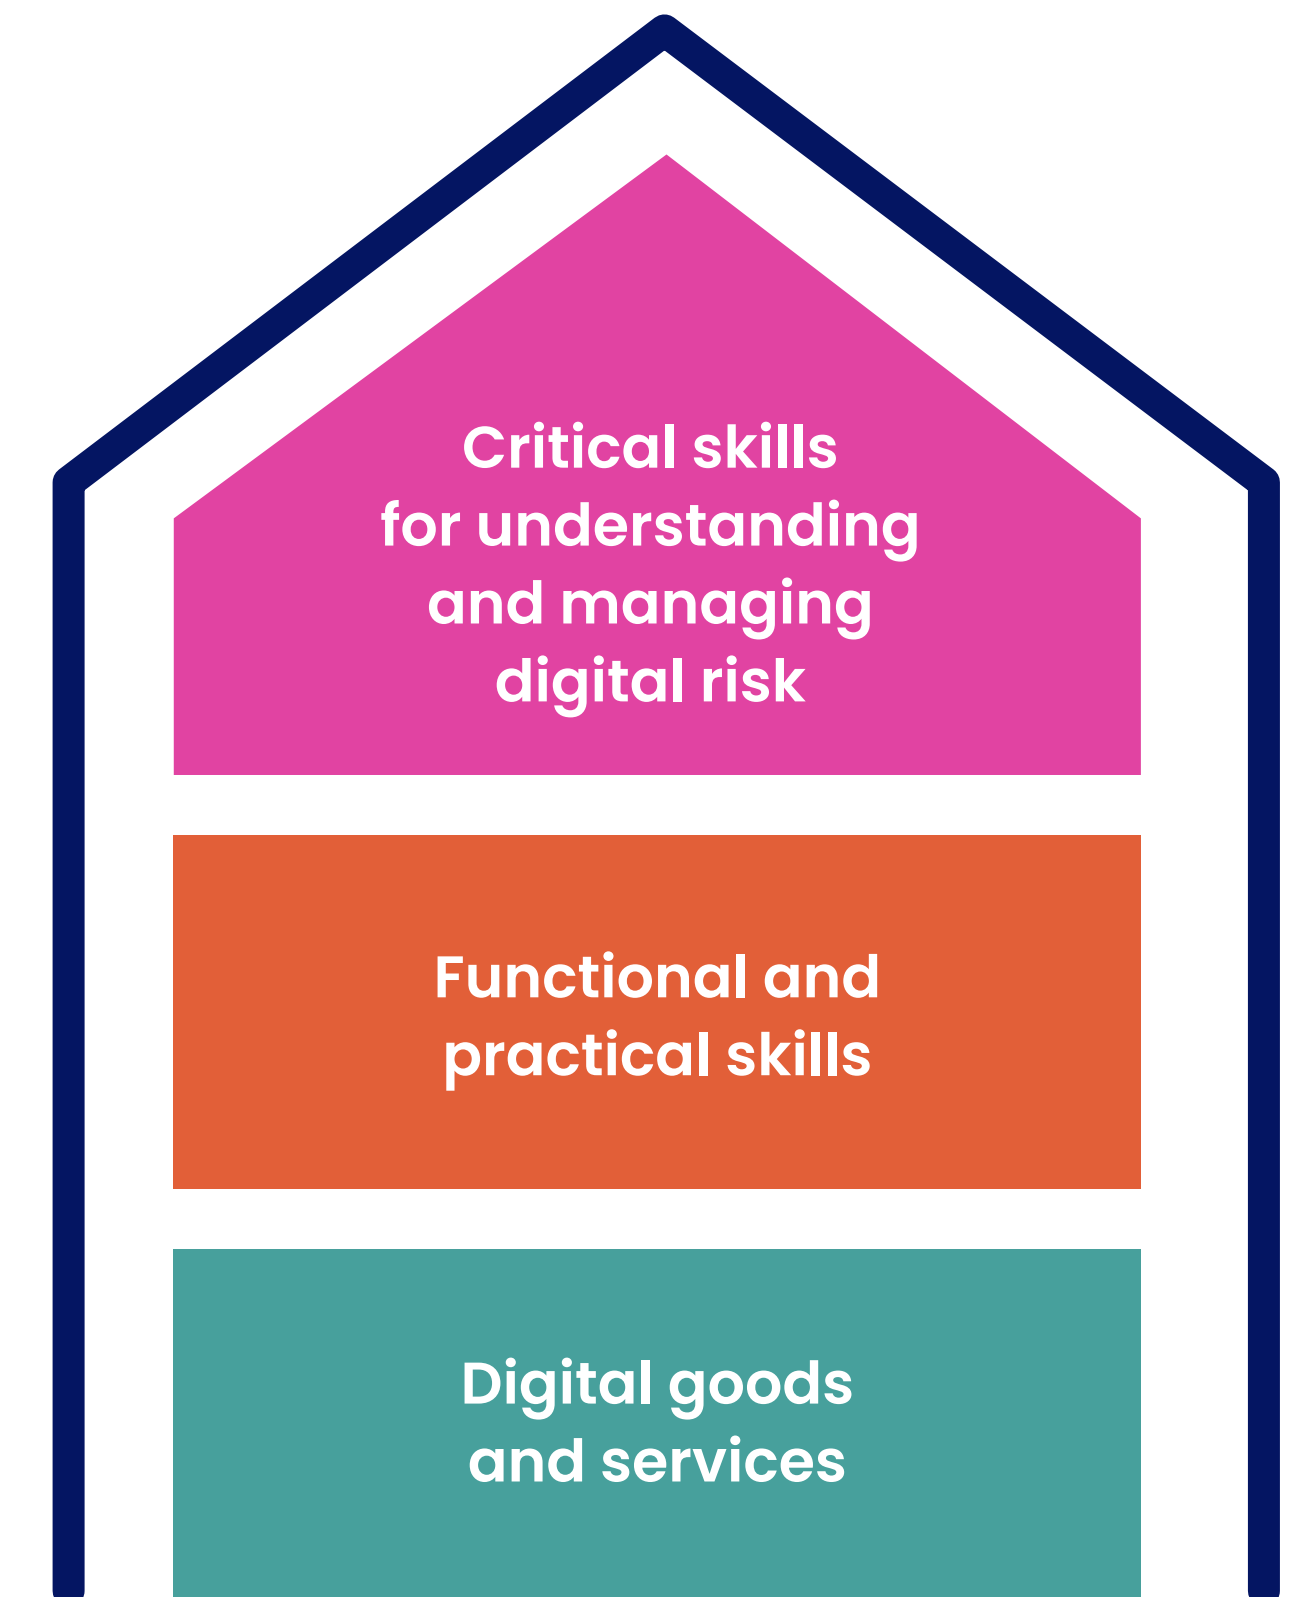 Critical skills
for understanding
and managing
digital risk
Functional and
practical skills
Digital goods
and services